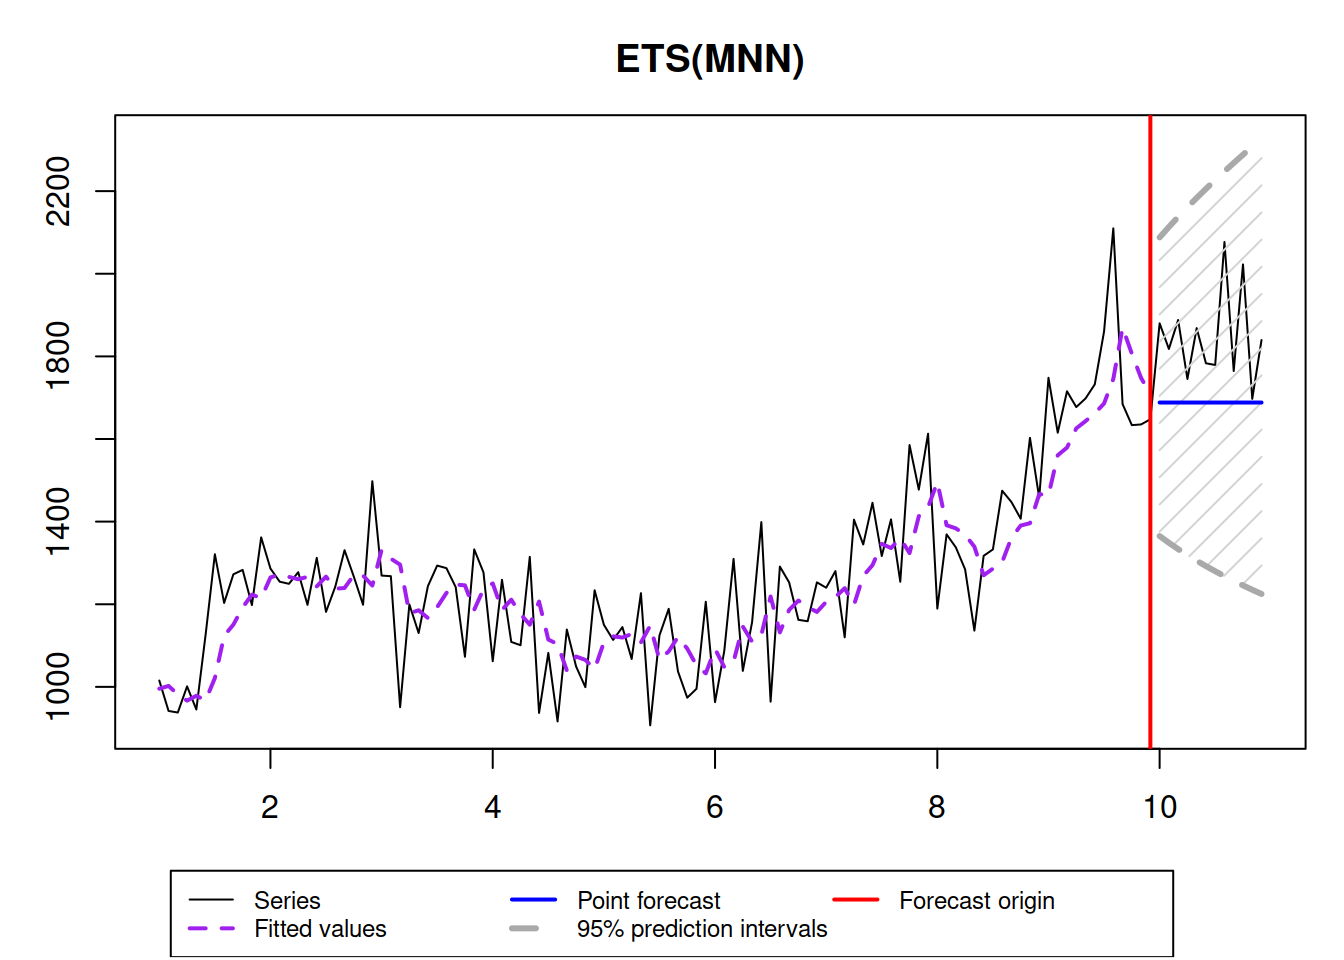 ETS(MNN)
2200
1800
1400
1000
2 4 6 8 10
Series Point forecast Forecast origin
Fitted values 95% prediction intervals